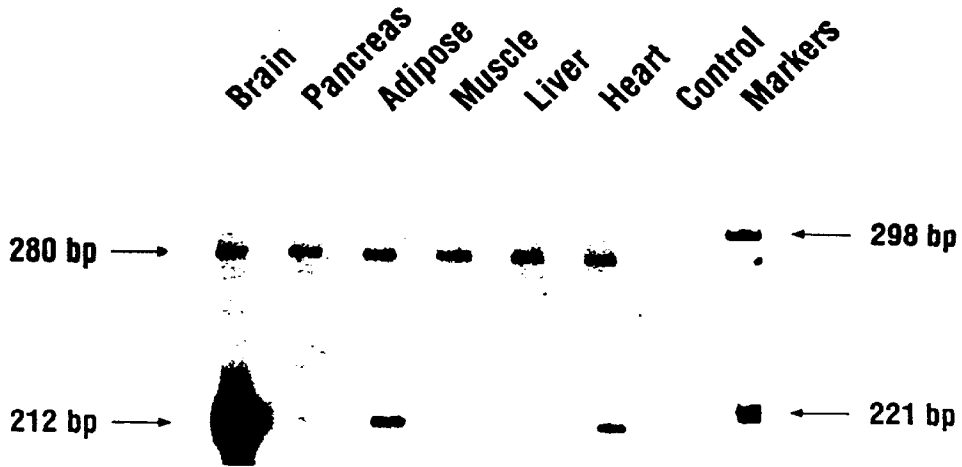 Brain
Pancreas
Adipose
Muscle
Liver
Heart
Control
Markers
280 bp
298 bp
212 bp
221 bp